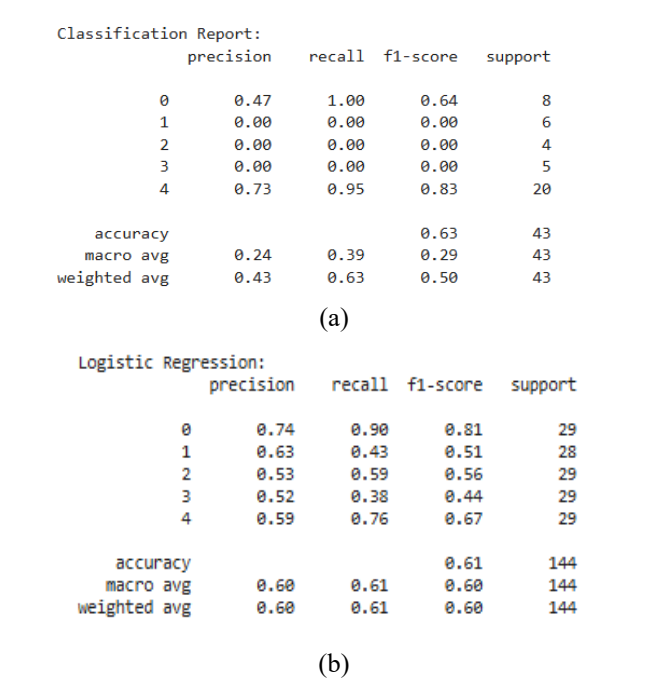 Classification Report:
precision recall f1-score support
0 0.47 1.00 0.64 8
1 0.00 0.00 0.00 6
2 0.00 0.00 0.00 4
3 0.00 0.00 0.00 5
4 0.73 0.95 0.83 20
accuracy 0.63 43
macro avg 0.24 0.39 0.29 43
weighted avg 0.43 0.63 0.50 43
(a)
Logistic Regression:
precision recall f1-score support
0 0.74 0.90 0.81 29
1 0.63 0.43 0.51 28
2 0.53 0.59 0.56 29
3 0.52 0.38 0.44 29
4 0.59 0.76 0.67 29
accuracy 0.61 144
macro avg 0.60 0.61 0.60 144
weighted avg 0.60 0.61 0.60 144
(b)